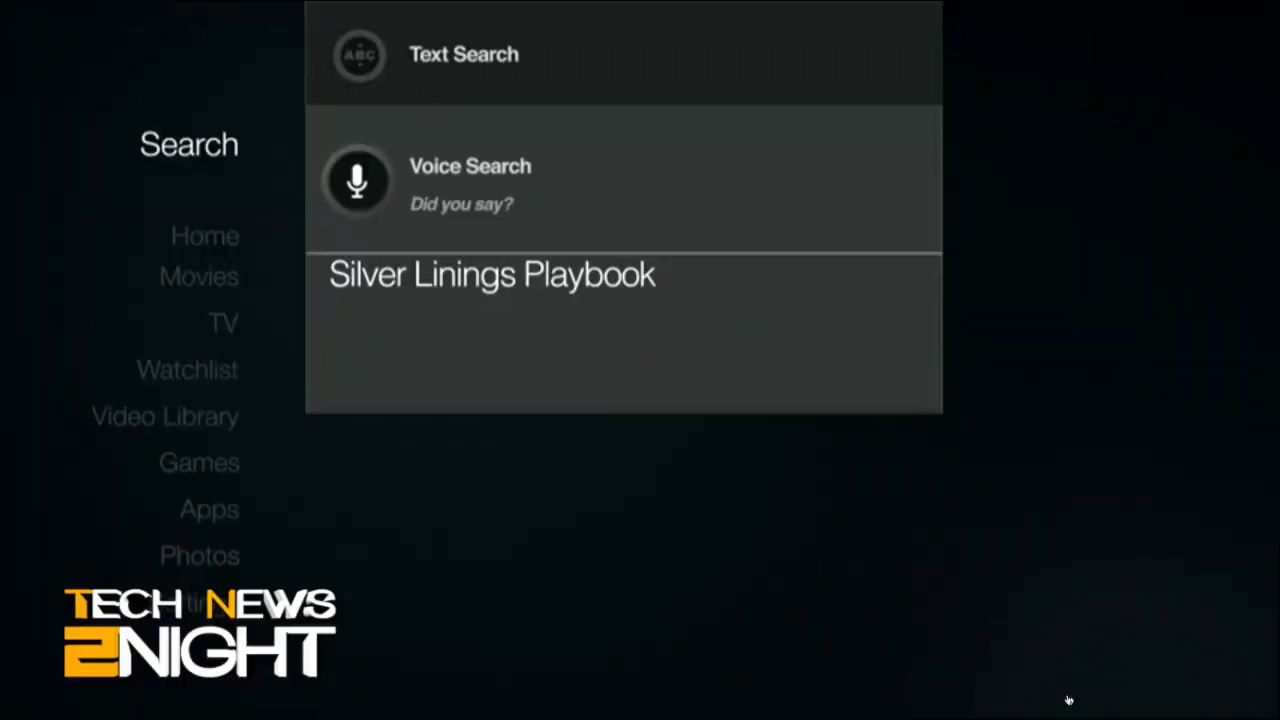 ABC
Text Search
Search
Voice Search
Did you say?
Silver Linings Playbook
Home
Movies
TV
Watchlist
Video Library
Games
Apps
Photos
TECH NEWS
2NIGHT